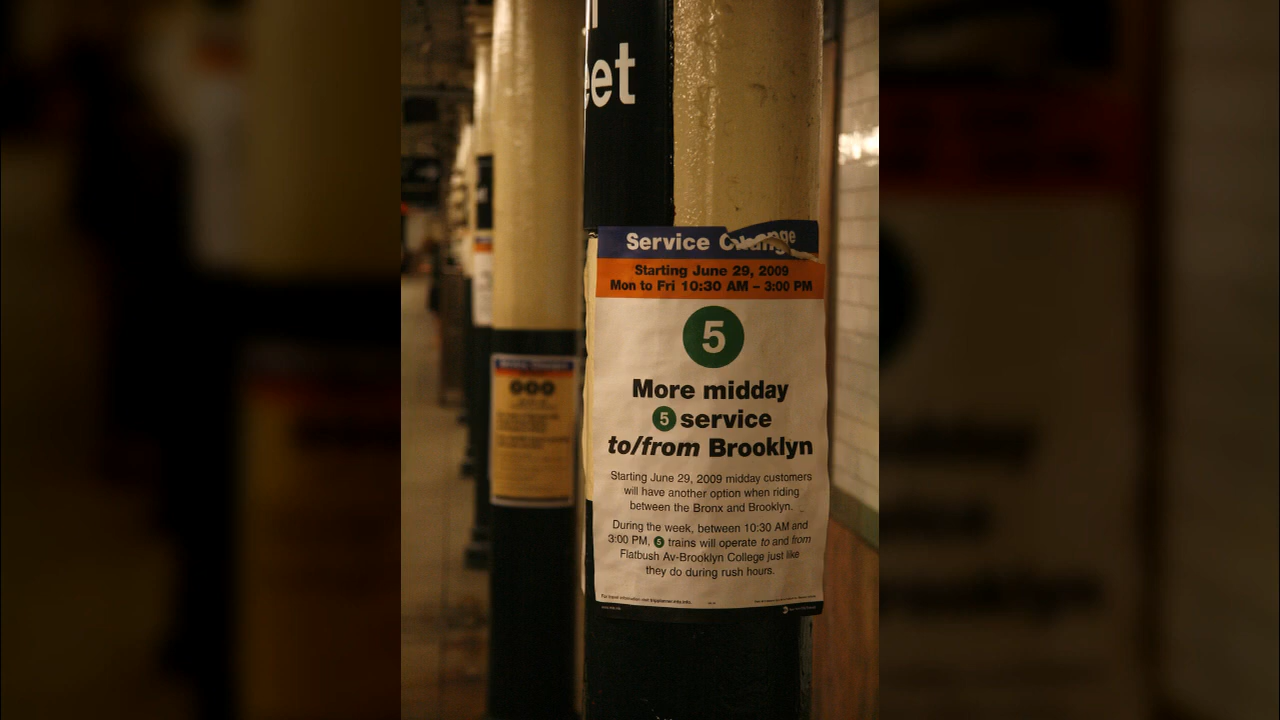 et
Service Change
Starting June 29, 2009
Mon to Fri 10:30 AM – 3:00 PM
5
More midday
5 service
to/from Brooklyn
Starting June 29, 2009 midday customers
will have another option when riding
between the Bronx and Brooklyn.
During the week, between 10:30 AM and
3:00 PM, 5 trains will operate to and from
Flatbush Av-Brooklyn College just like
they do during rush hours.